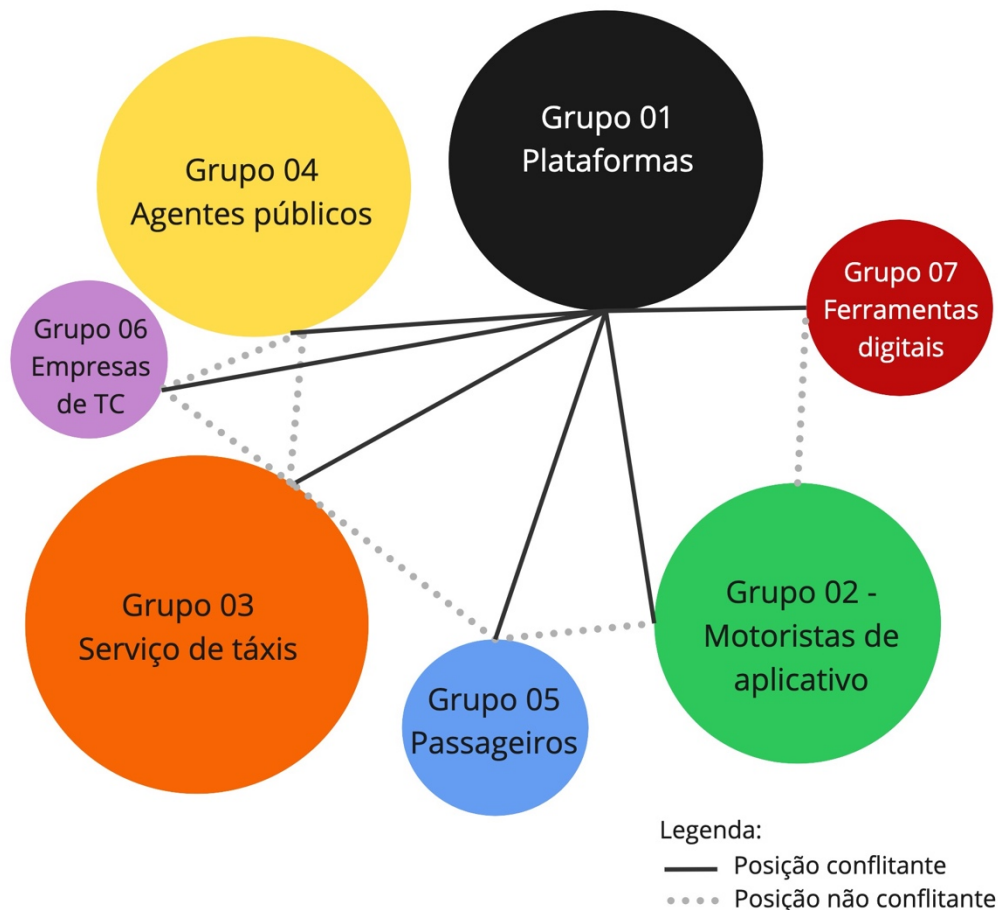 Grupo 01
Plataformas
Grupo 04
Agentes públicos
Grupo 07
Ferramentas
digitais
Grupo 06
Empresas
de TC
Grupo 03
Serviço de táxis
Grupo 02 -
Motoristas de
aplicativo
Grupo 05
Passageiros
Legenda:
Posição conflitante
Posição não conflitante